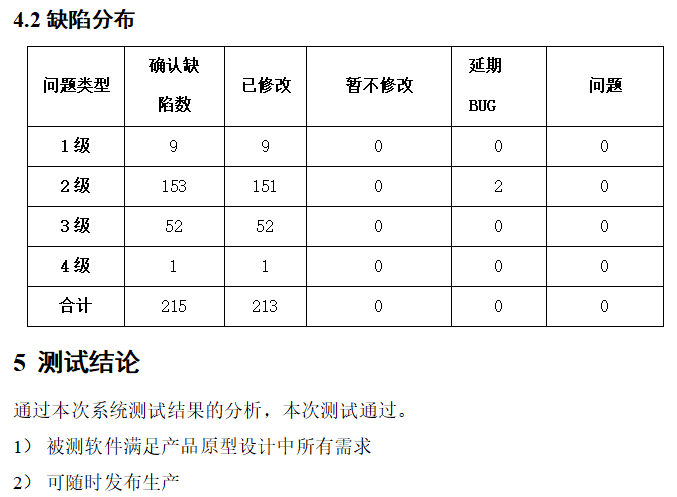 4.2 缺陷分布
问题类型 确认缺陷数 已修改 暂不修改 延期BUG 问题
1级 9 9 0 0 0
2级 153 151 0 2 0
3级 52 52 0 0 0
4级 1 1 0 0 0
合计 215 213 0 0 0
5 测试结论
通过本次系统测试结果的分析，本次测试通过。
1） 被测软件满足产品原型设计中所有需求
2） 可随时发布生产